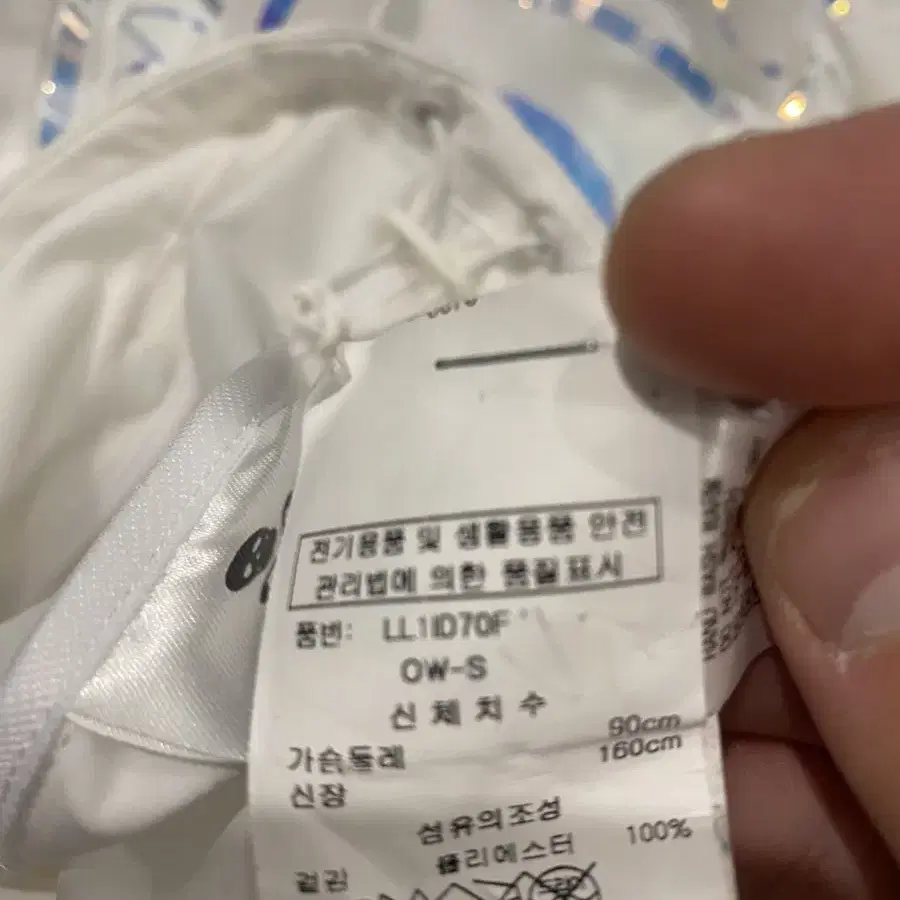 전기용품 및 생활용품 안전
관리법에 의한 품질표시
품번: LL1ID70F
OW-S
신체치수
가슴둘레 90cm
신장 160cm
섬유의조성
겉감 폴리에스터 100%